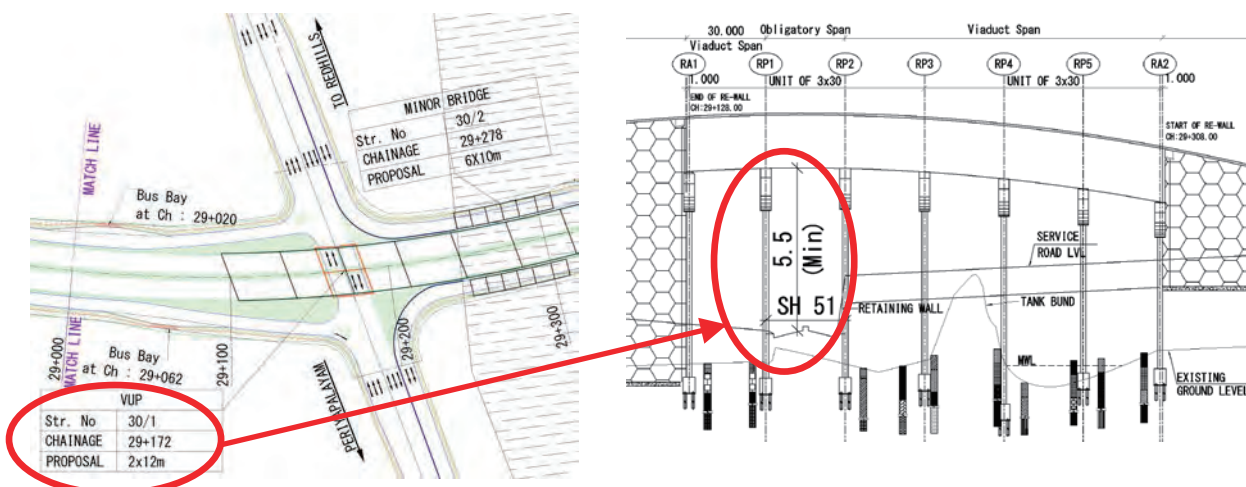 TO REDHILLS
MINOR BRIDGE
Str. No 30/2
CHAINAGE 29+278
PROPOSAL 6X10m
MATCH LINE
Bus Bay
at Ch : 29+020
MATCH LINE
29+000
Bus Bay
at Ch : 29+062
29+100
29+200
29+300
PERIYAPALAYAM
VUP
Str. No 30/1
CHAINAGE 29+172
PROPOSAL 2x12m
30.000 Obligatory Span Viaduct Span
Viaduct Span
RA1 RP1 RP2 RP3 RP4 RP5 RA2
1.000 UNIT OF 3x30 UNIT OF 3x30 1.000
END OF RE-WALL
CH:29+128.00
START OF RE-WALL
CH:29+308.00
5.5
(Min)
SERVICE
ROAD LVL
SH 51
RETAINING WALL
TANK BUND
MWL
EXISTING
GROUND LEVEL